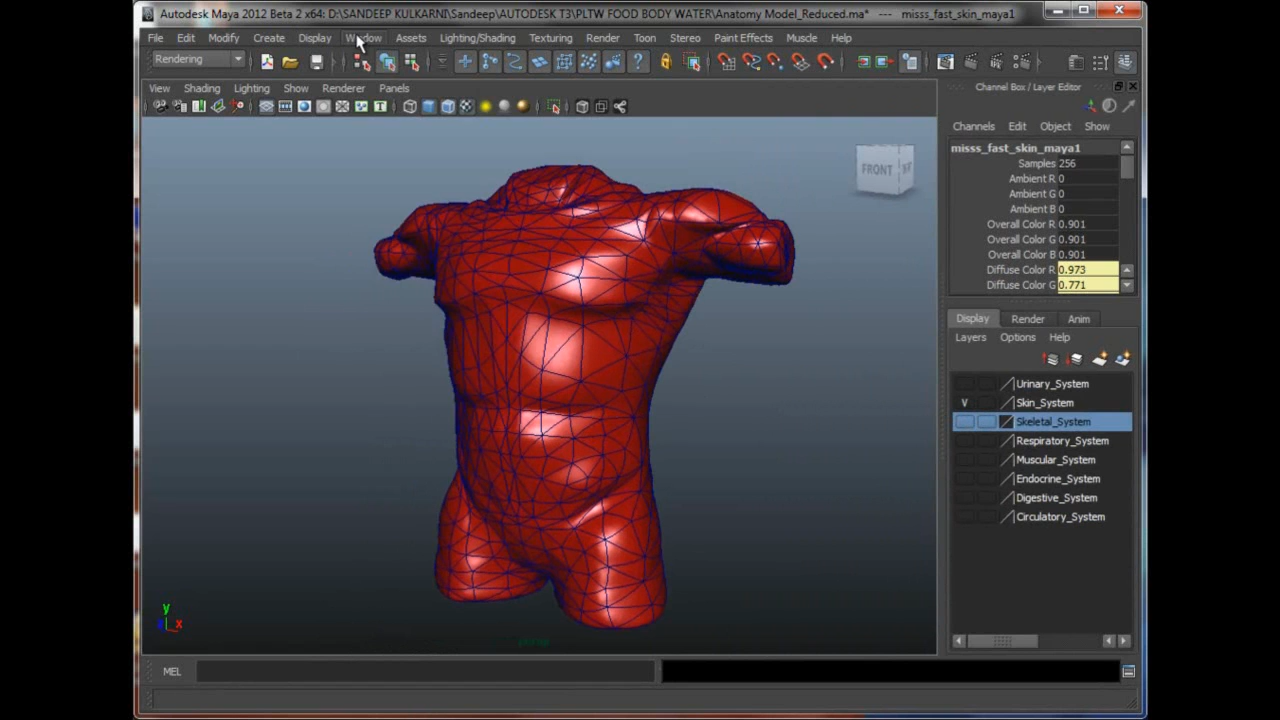 Autodesk Maya 2012 Beta 2 x64: D:\SANDEEP KULKARNI\Sandeep\AUTODESK T3\PLTW FOOD BODY WATER\Anatomy Model_Reduced.ma* --- misss_fast_skin_maya1
File Edit Modify Create Display Window Assets Lighting/Shading Texturing Render Toon Stereo Paint Effects Muscle Help
Rendering
View Shading Lighting Show Renderer Panels
Channel Box / Layer Editor
Channels Edit Object Show
misss_fast_skin_maya1
Samples 256
Ambient R 0
Ambient G 0
Ambient B 0
Overall Color R 0.901
Overall Color G 0.901
Overall Color B 0.901
Diffuse Color R 0.973
Diffuse Color G 0.771
FRONT
Display Render Anim
Layers Options Help
Urinary_System
V Skin_System
Skeletal_System
Respiratory_System
Muscular_System
Endocrine_System
Digestive_System
Circulatory_System
y
x
MEL